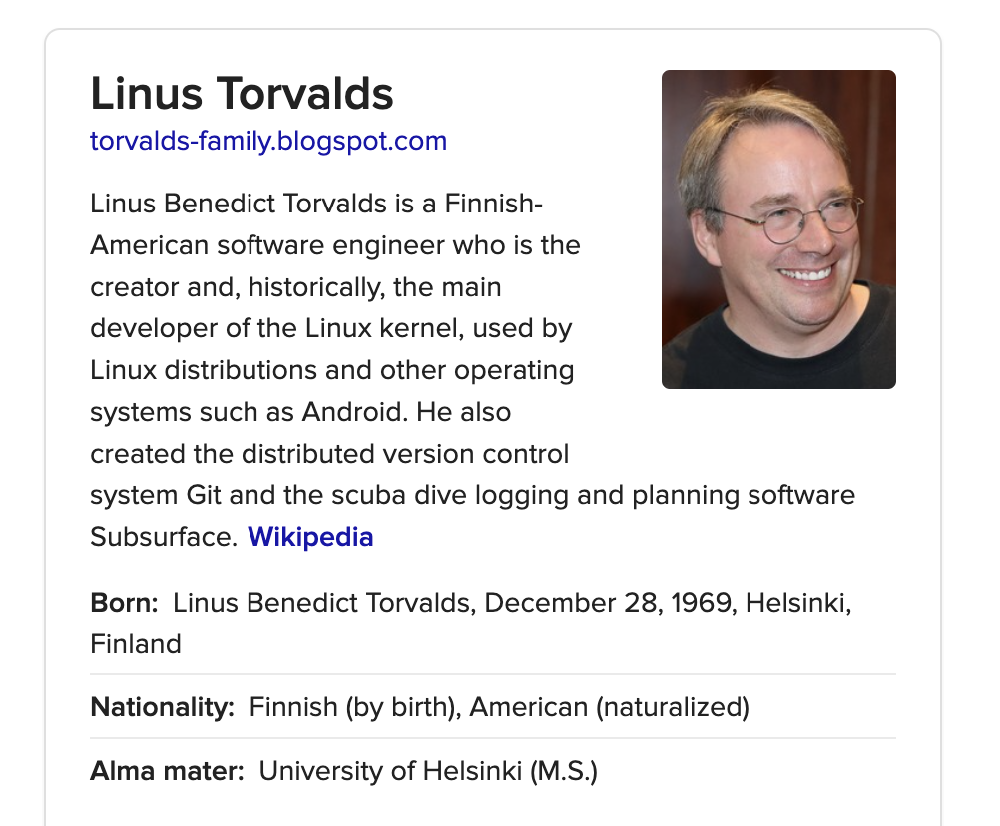 Linus Torvalds
torvalds-family.blogspot.com
Linus Benedict Torvalds is a Finnish-
American software engineer who is the
creator and, historically, the main
developer of the Linux kernel, used by
Linux distributions and other operating
systems such as Android. He also
created the distributed version control
system Git and the scuba dive logging and planning software
Subsurface. Wikipedia
Born: Linus Benedict Torvalds, December 28, 1969, Helsinki,
Finland
Nationality: Finnish (by birth), American (naturalized)
Alma mater: University of Helsinki (M.S.)